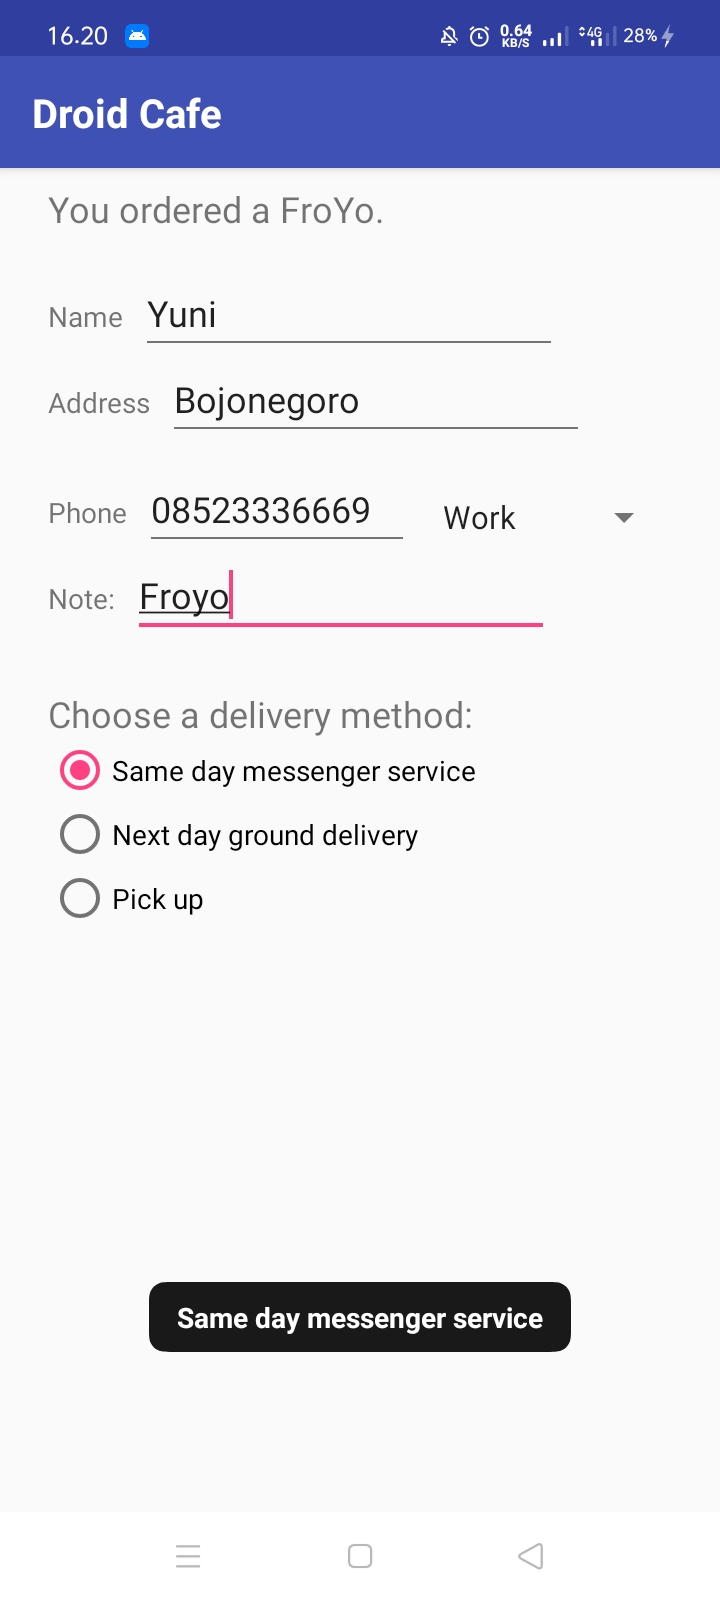 16.20 0.64 KB/S 4G 28%
Droid Cafe
You ordered a FroYo.
Name Yuni
Address Bojonegoro
Phone 08523336669 Work
Note: Froyo
Choose a delivery method:
Same day messenger service
Next day ground delivery
Pick up
Same day messenger service